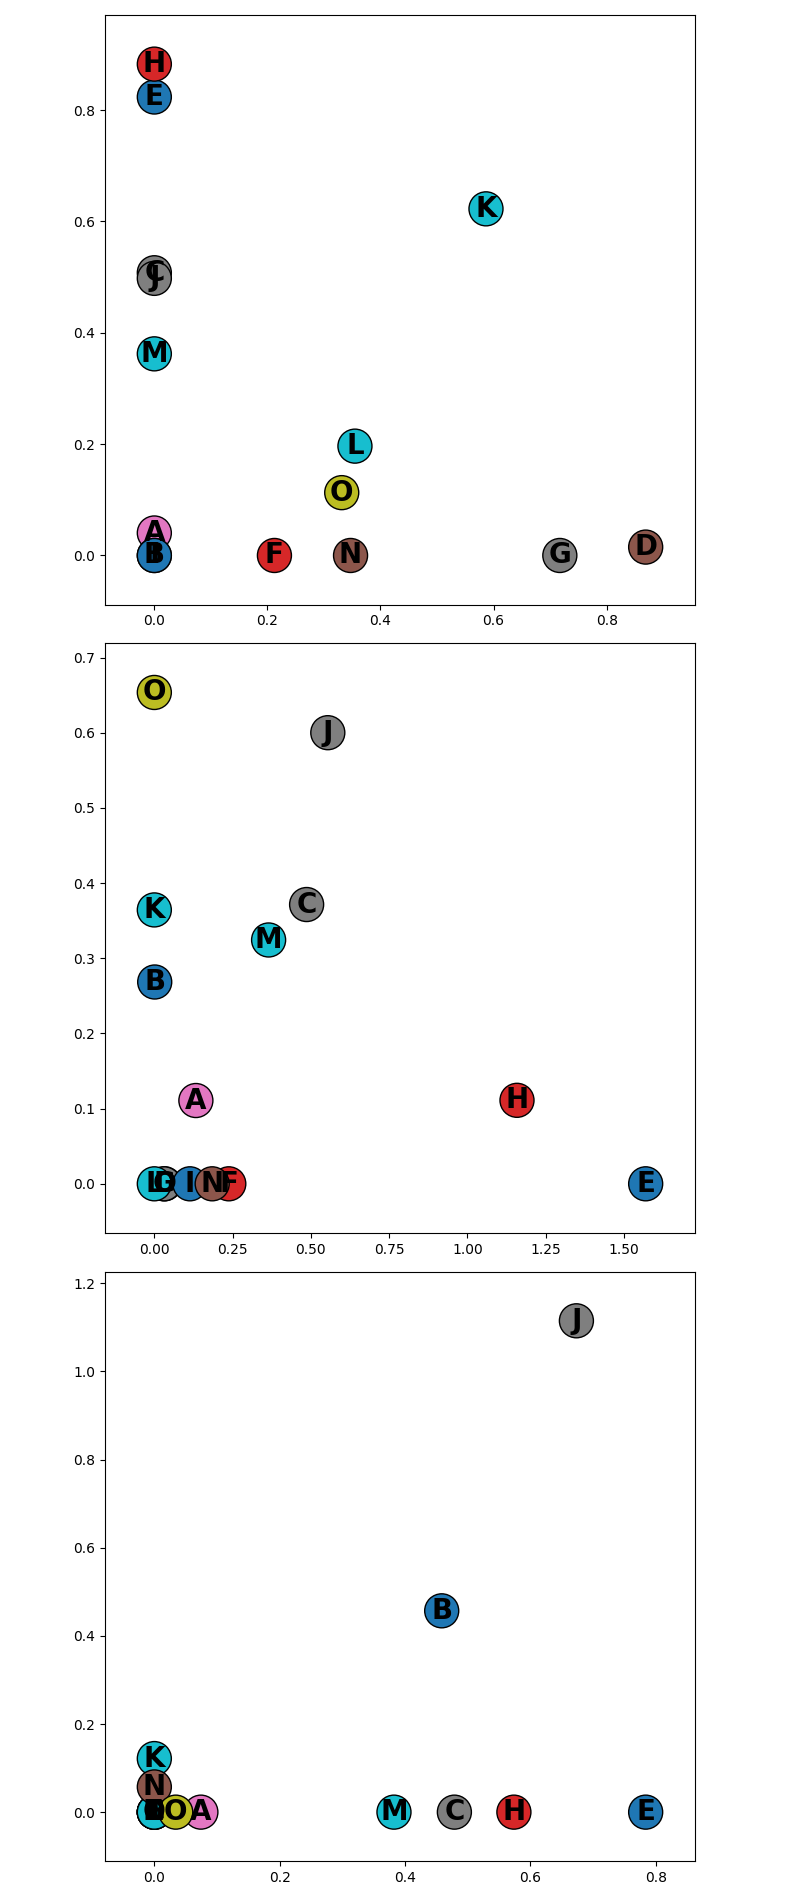 H
0.8 E
0.6 K
C
J
0.4
M
0.2 L
O
A
0.0 B F N G D
0.0 0.2 0.4 0.6 0.8
0.7
O
0.6 J
0.5
0.4
K C
M
0.3
B
0.2
0.1 A H
0.0 L G I N F E
0.00 0.25 0.50 0.75 1.00 1.25 1.50
1.2
J
1.0
0.8
0.6
B
0.4
0.2
K
N
0.0 O A M C H E
0.0 0.2 0.4 0.6 0.8